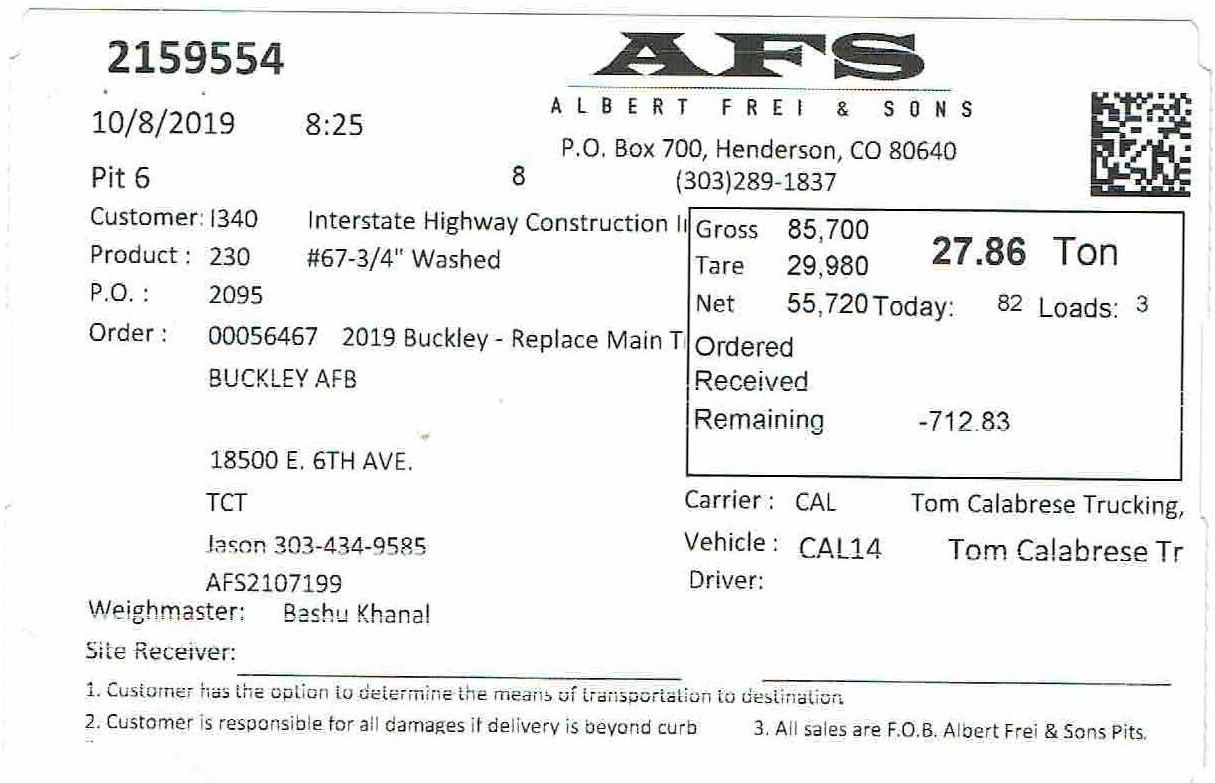 2159554
AFS
ALBERT FREI & SONS
10/8/2019 8:25
P.O. Box 700, Henderson, CO 80640
(303)289-1837
Pit 6 8
Customer: I340 Interstate Highway Construction I
Product : 230 #67-3/4" Washed
P.O. : 2095
Order : 00056467 2019 Buckley - Replace Main T
BUCKLEY AFB
18500 E. 6TH AVE.
TCT
Jason 303-434-9585
AFS2107199
Gross 85,700 27.86 Ton
Tare 29,980
Net 55,720 Today: 82 Loads: 3
Ordered
Received
Remaining -712.83
Carrier : CAL Tom Calabrese Trucking,
Vehicle : CAL14 Tom Calabrese Tr
Driver:
Weighmaster: Bashu Khanal
Site Receiver:
1. Customer has the option to determine the means of transportation to destination
2. Customer is responsible for all damages if delivery is beyond curb 3. All sales are F.O.B. Albert Frei & Sons Pits.